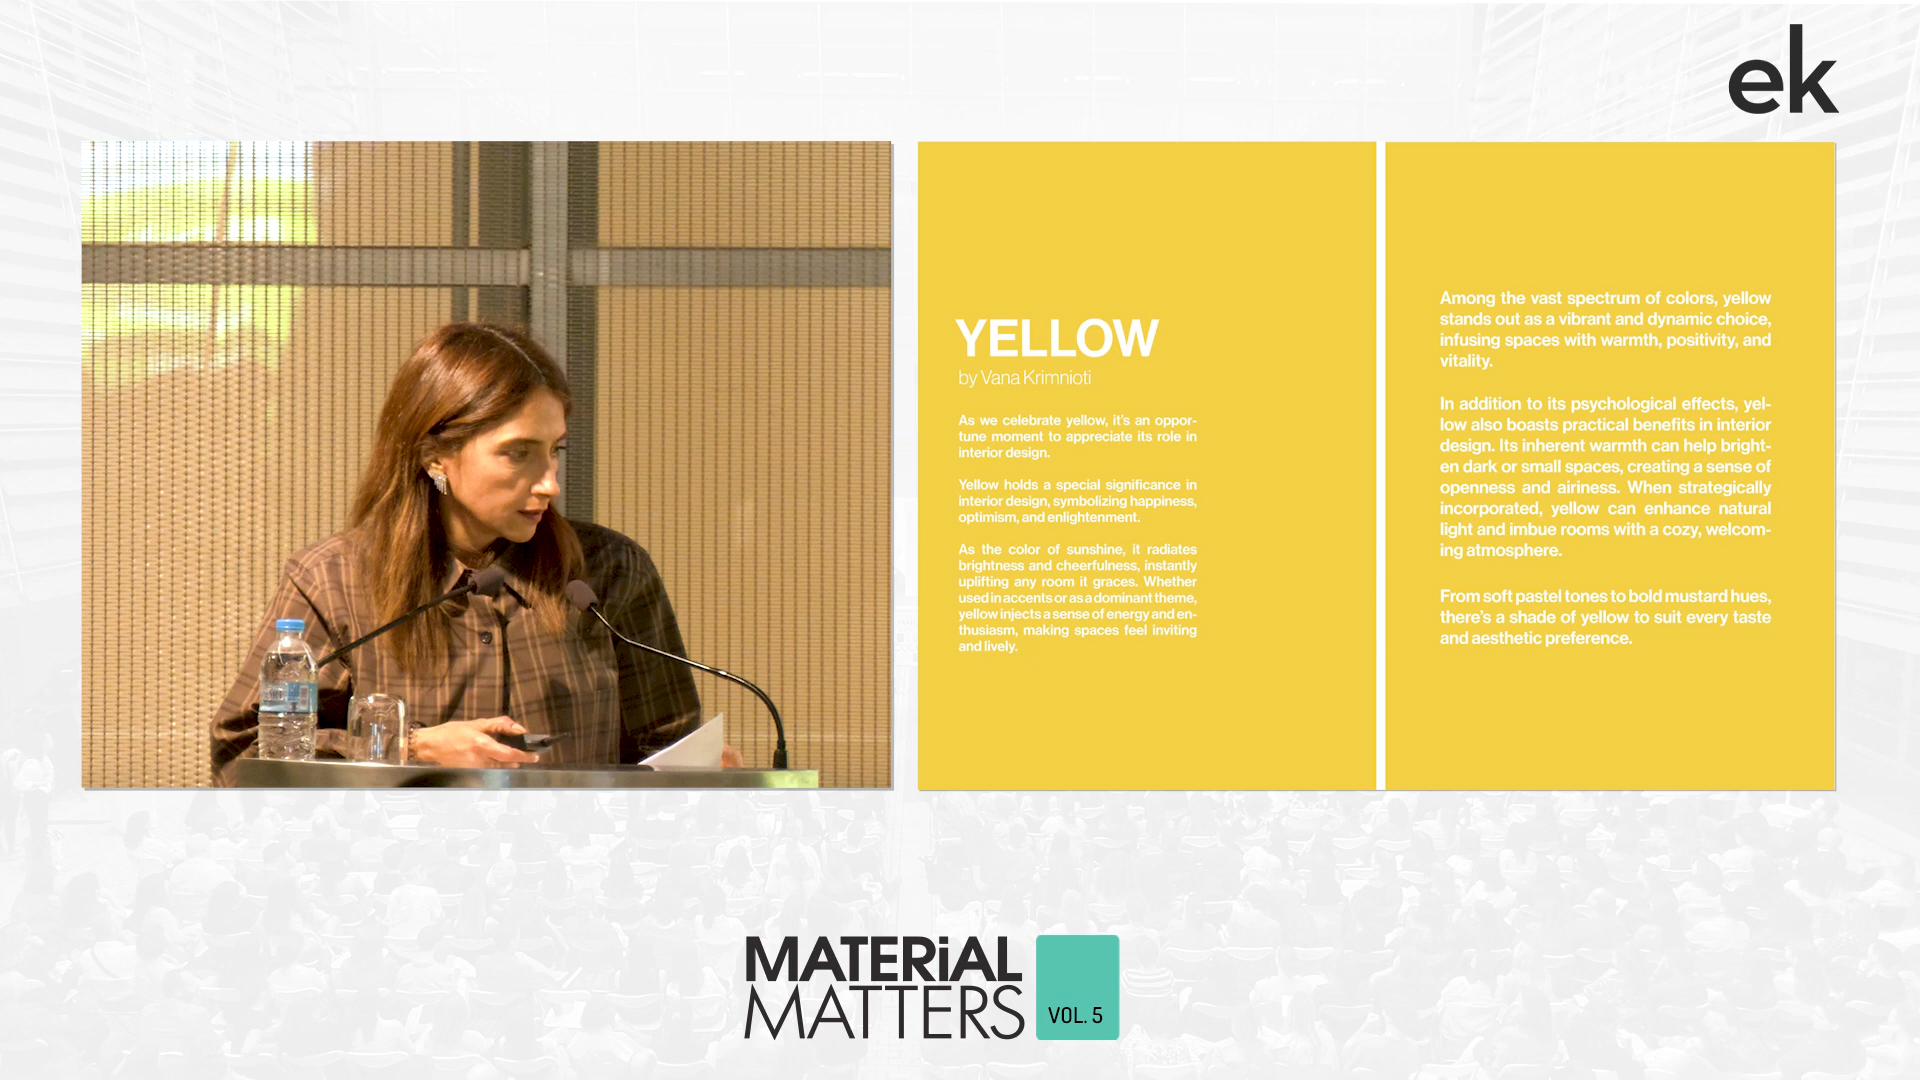 ek
YELLOW
by Vana Krimnioti
As we celebrate yellow, it's an oppor-
tune moment to appreciate its role in
interior design.
Yellow holds a special significance in
interior design, symbolizing happiness,
optimism, and enlightenment.
As the color of sunshine, it radiates
brightness and cheerfulness, instantly
uplifting any room it graces. Whether
used in accents or as a dominant theme,
yellow injects a sense of energy and en-
thusiasm, making spaces feel inviting
and lively.
Among the vast spectrum of colors, yellow
stands out as a vibrant and dynamic choice,
infusing spaces with warmth, positivity, and
vitality.
In addition to its psychological effects, yel-
low also boasts practical benefits in interior
design. Its inherent warmth can help bright-
en dark or small spaces, creating a sense of
openness and airiness. When strategically
incorporated, yellow can enhance natural
light and imbue rooms with a cozy, welcom-
ing atmosphere.
From soft pastel tones to bold mustard hues,
there's a shade of yellow to suit every taste
and aesthetic preference.
MATERiAL
MATTERS
VOL. 5